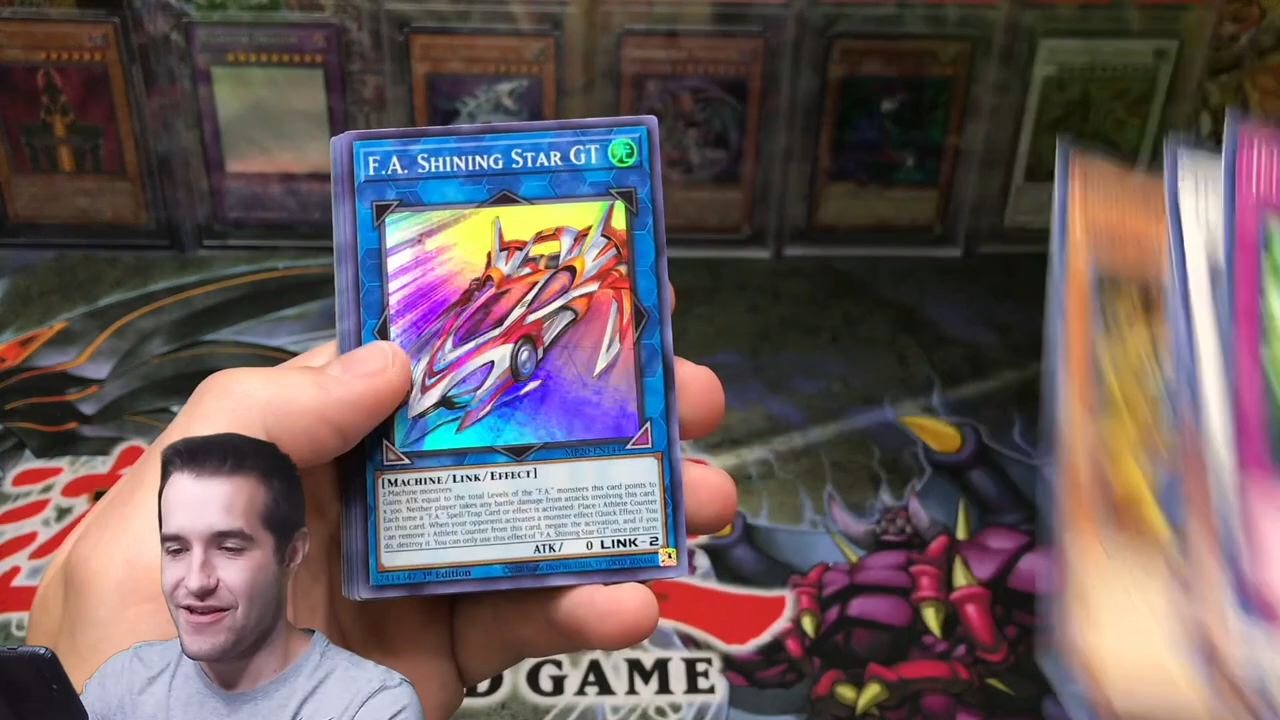 F.A. Shining Star GT
光
MP20-EN144
[Machine/Link/Effect]
2 Machine monsters
Gains ATK equal to the total Levels of the "F.A." monsters this card points to
x 300. Neither player takes any battle damage from attacks involving this card.
Each time a "F.A." Spell/Trap Card or effect is activated: Place 1 Athlete Counter
on this card. When your opponent activates a monster effect (Quick Effect): You
can remove 1 Athlete Counter from this card; negate the activation, and if you
do, destroy it. You can only use this effect of "F.A. Shining Star GT" once per turn.
ATK/ 0 LINK-2
1st Edition
D GAME